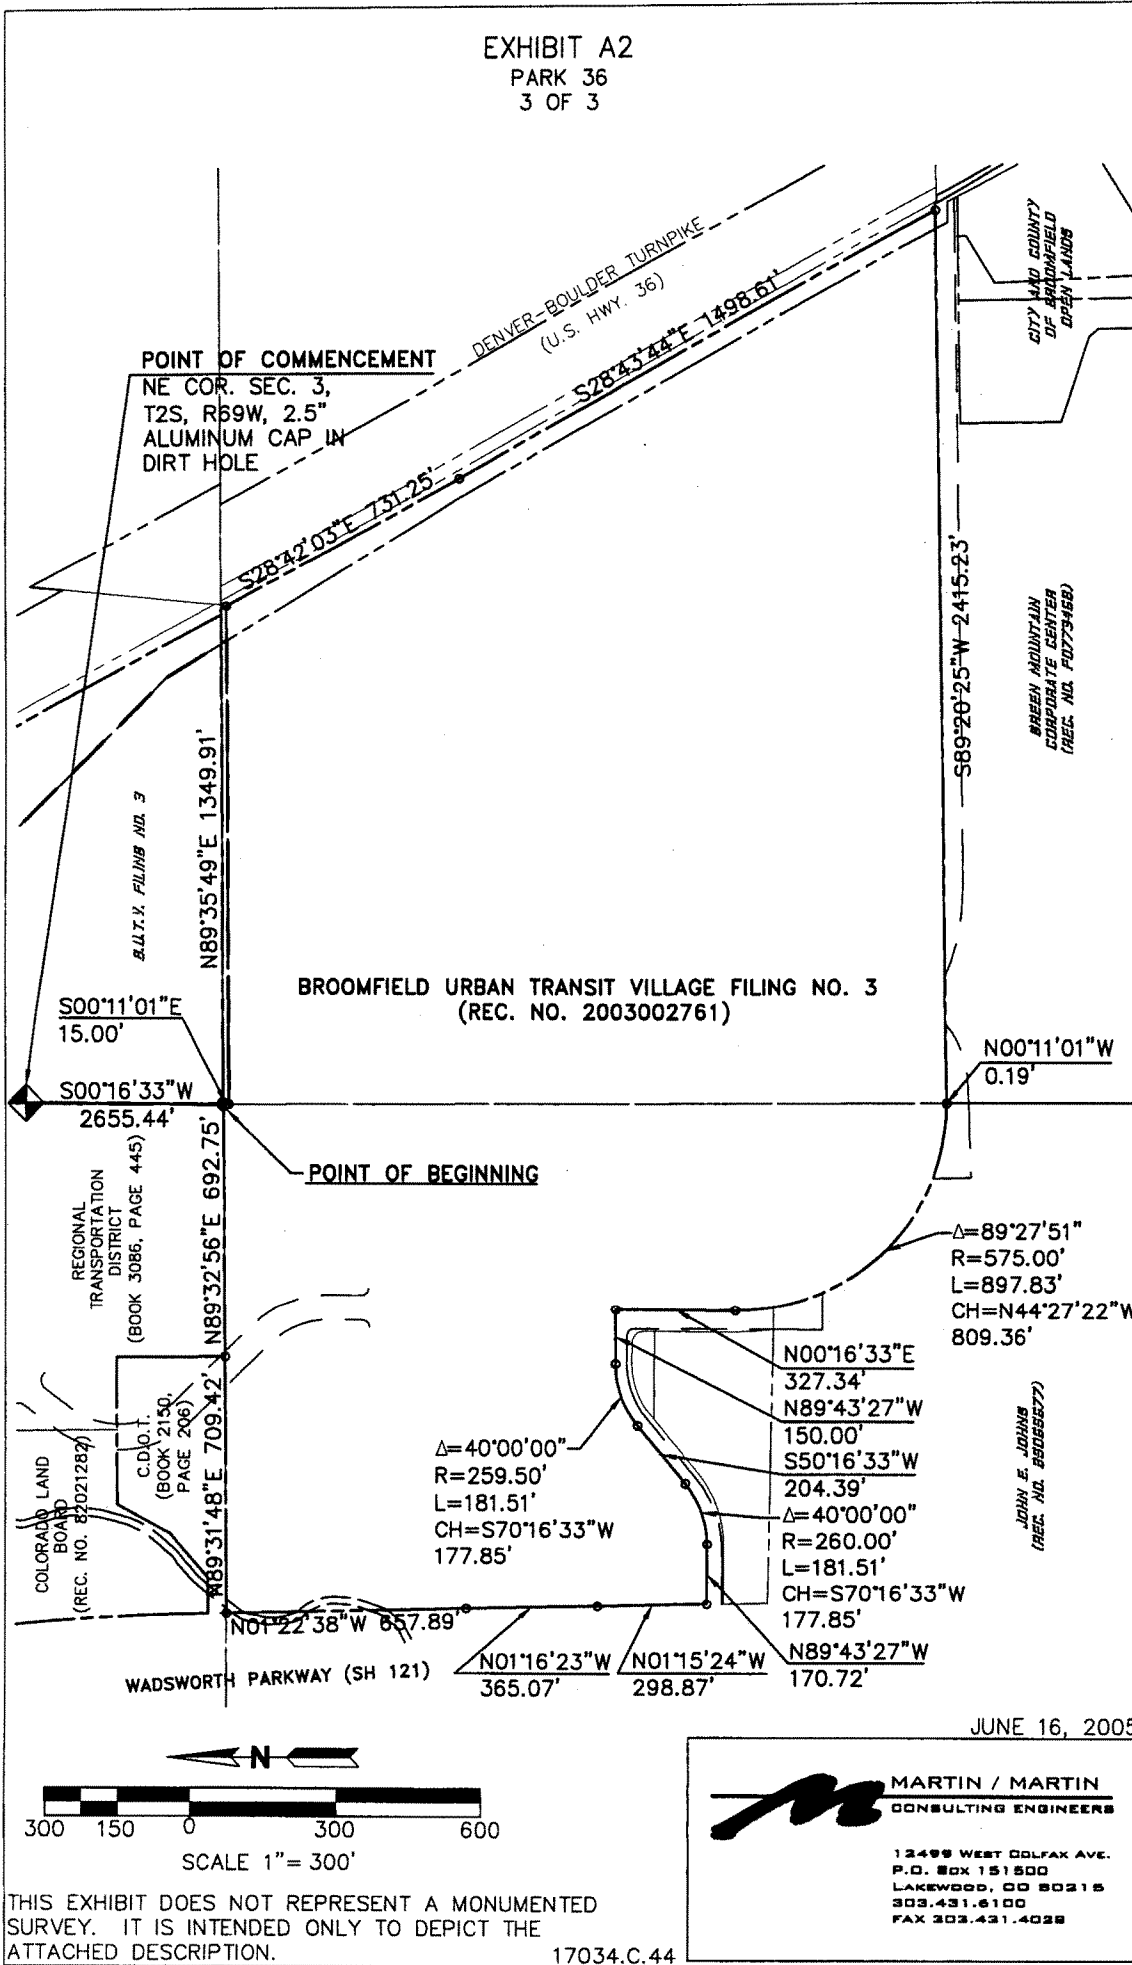 EXHIBIT A2
PARK 36
3 OF 3
DENVER-BOULDER TURNPIKE
(U.S. HWY. 36)
S28°43'44"E 1498.61'
S28°42'03"E 731.25'
CITY AND COUNTY
OF BROOMFIELD
OPEN LANDS
POINT OF COMMENCEMENT
NE COR. SEC. 3,
T2S, R69W, 2.5"
ALUMINUM CAP IN
DIRT HOLE
S89°20'25"W 2415.23'
CORPORATE CENTER
N89°35'49"E 1349.91'
B.U.T.V. FILING NO. 3
BROOMFIELD URBAN TRANSIT VILLAGE FILING NO. 3
(REC. NO. 2003002761)
S00°11'01"E
15.00'
S00°16'33"W
2655.44'
N00°11'01"W
0.19'
POINT OF BEGINNING
REGIONAL
TRANSPORTATION
DISTRICT
(BOOK 3086, PAGE 445)
N89°32'56"E 692.75'
Δ=89°27'51"
R=575.00'
L=897.83'
CH=N44°27'22"W
809.36'
N00°16'33"E
327.34'
N89°43'27"W
150.00'
S50°16'33"W
204.39'
Δ=40°00'00"
R=260.00'
L=181.51'
CH=S70°16'33"W
177.85'
N89°43'27"W
170.72'
Δ=40°00'00"
R=259.50'
L=181.51'
CH=S70°16'33"W
177.85'
JOHN E. JOHNS
C.D.O.T.
(BOOK 2150,
PAGE 206)
N89°31'48"E 709.42'
COLORADO LAND
BOARD
(REC. NO. 82021282)
N01°22'38"W 657.89'
N01°16'23"W
365.07'
N01°15'24"W
298.87'
WADSWORTH PARKWAY (SH 121)
JUNE 16, 2005
N
300 150 0 300 600
SCALE 1"= 300'
MARTIN / MARTIN
CONSULTING ENGINEERS
12499 WEST COLFAX AVE.
P.O. BOX 151500
LAKEWOOD, CO 80215
303.431.6100
FAX 303.431.4028
THIS EXHIBIT DOES NOT REPRESENT A MONUMENTED
SURVEY. IT IS INTENDED ONLY TO DEPICT THE
ATTACHED DESCRIPTION.
17034.C.44